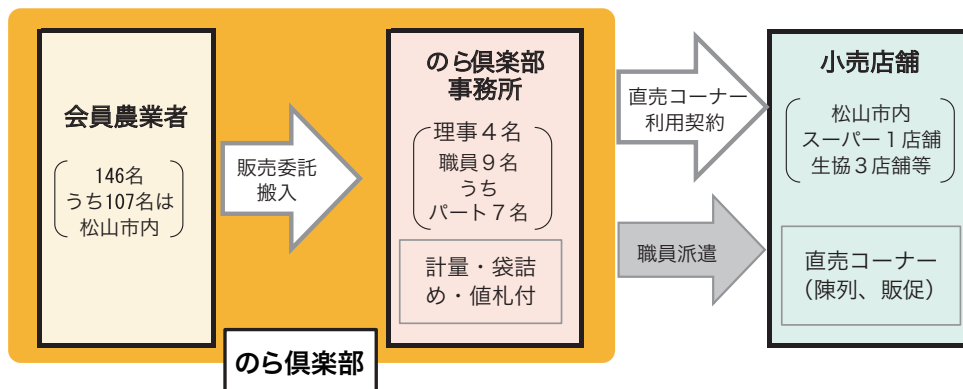 会員農業者
146名
うち107名は
松山市内
販売委託
搬入
のら倶楽部
事務所
理事４名
職員９名
うち
パート７名
計量・袋詰
め・値札付
のら倶楽部
直売コーナー
利用契約
職員派遣
小売店舗
松山市内
スーパー１店舗
生協３店舗等
直売コーナー
（陳列、販促）